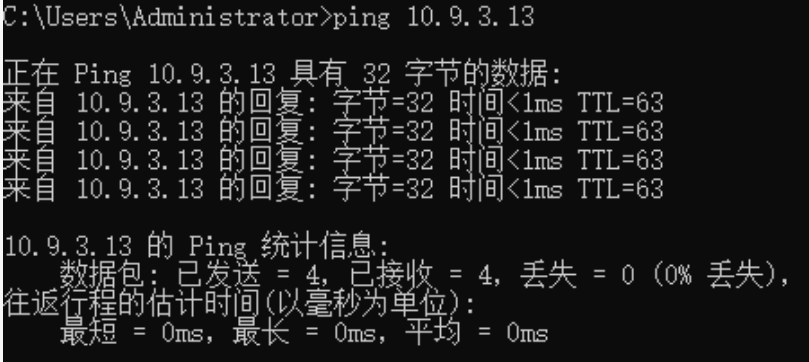 C:\Users\Administrator>ping 10.9.3.13
正在 Ping 10.9.3.13 具有 32 字节的数据:
来自 10.9.3.13 的回复: 字节=32 时间<1ms TTL=63
来自 10.9.3.13 的回复: 字节=32 时间<1ms TTL=63
来自 10.9.3.13 的回复: 字节=32 时间<1ms TTL=63
来自 10.9.3.13 的回复: 字节=32 时间<1ms TTL=63
10.9.3.13 的 Ping 统计信息:
数据包: 已发送 = 4, 已接收 = 4, 丢失 = 0 (0% 丢失),
往返行程的估计时间(以毫秒为单位):
最短 = 0ms, 最长 = 0ms, 平均 = 0ms